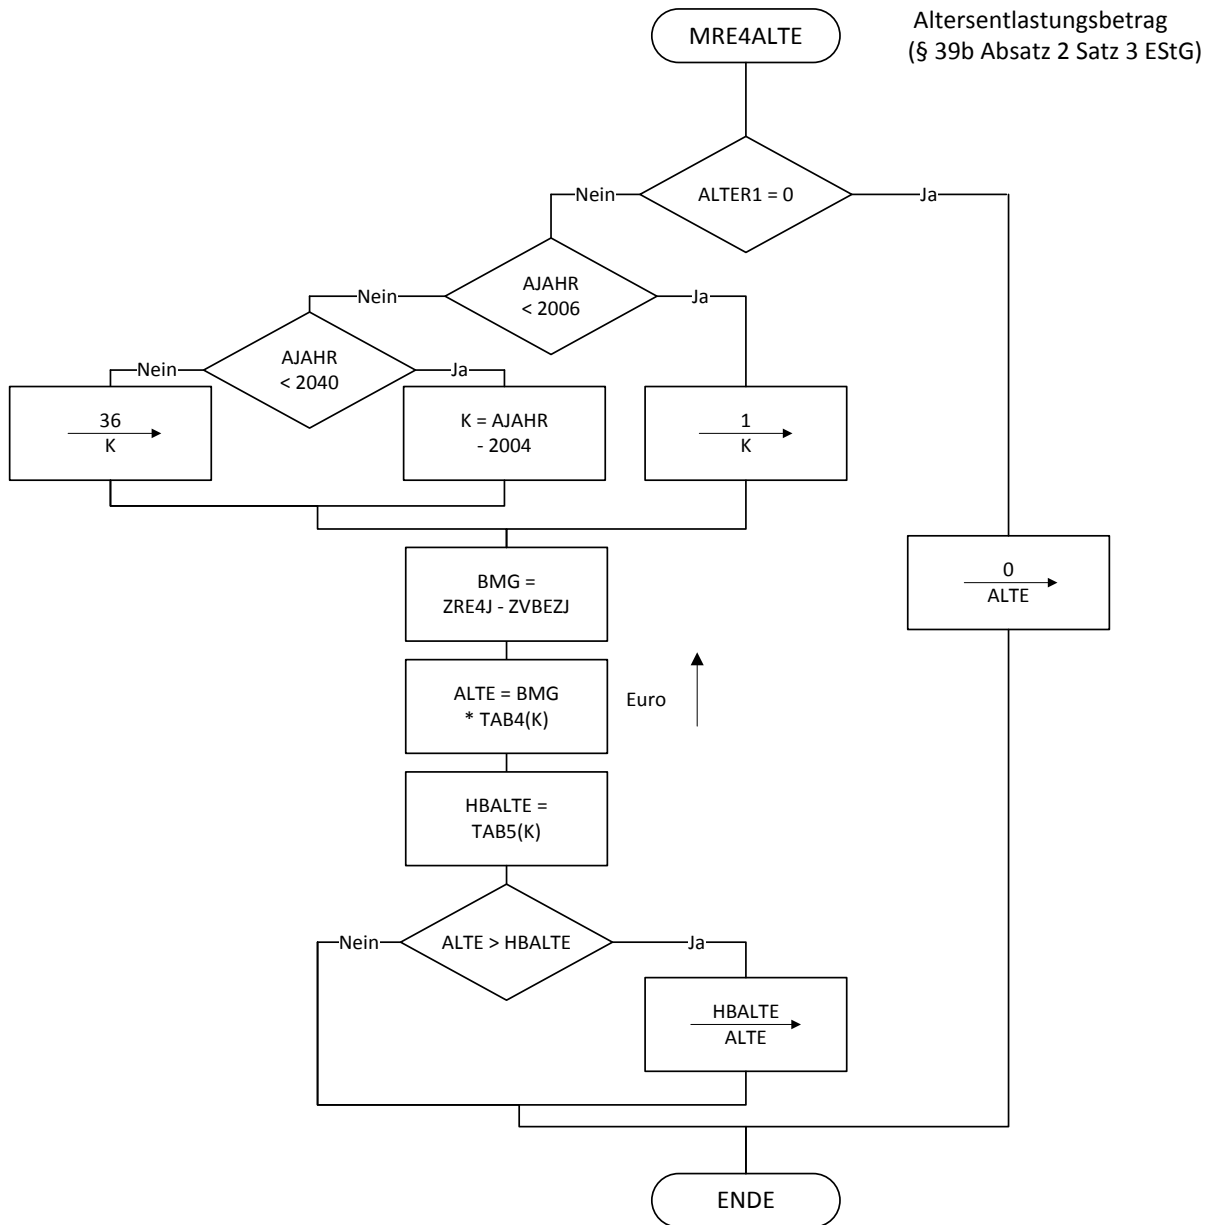 MRE4ALTE
Altersentlastungsbetrag
(§ 39b Absatz 2 Satz 3 EStG)
Nein
ALTER1 = 0
Ja
Nein
AJAHR
< 2006
Ja
Nein
AJAHR
< 2040
Ja
36
K
K = AJAHR
- 2004
1
K
BMG =
ZRE4J - ZVBEZJ
0
ALTE
ALTE = BMG
* TAB4(K)
Euro
HBALTE =
TAB5(K)
Nein
ALTE > HBALTE
Ja
HBALTE
ALTE
ENDE